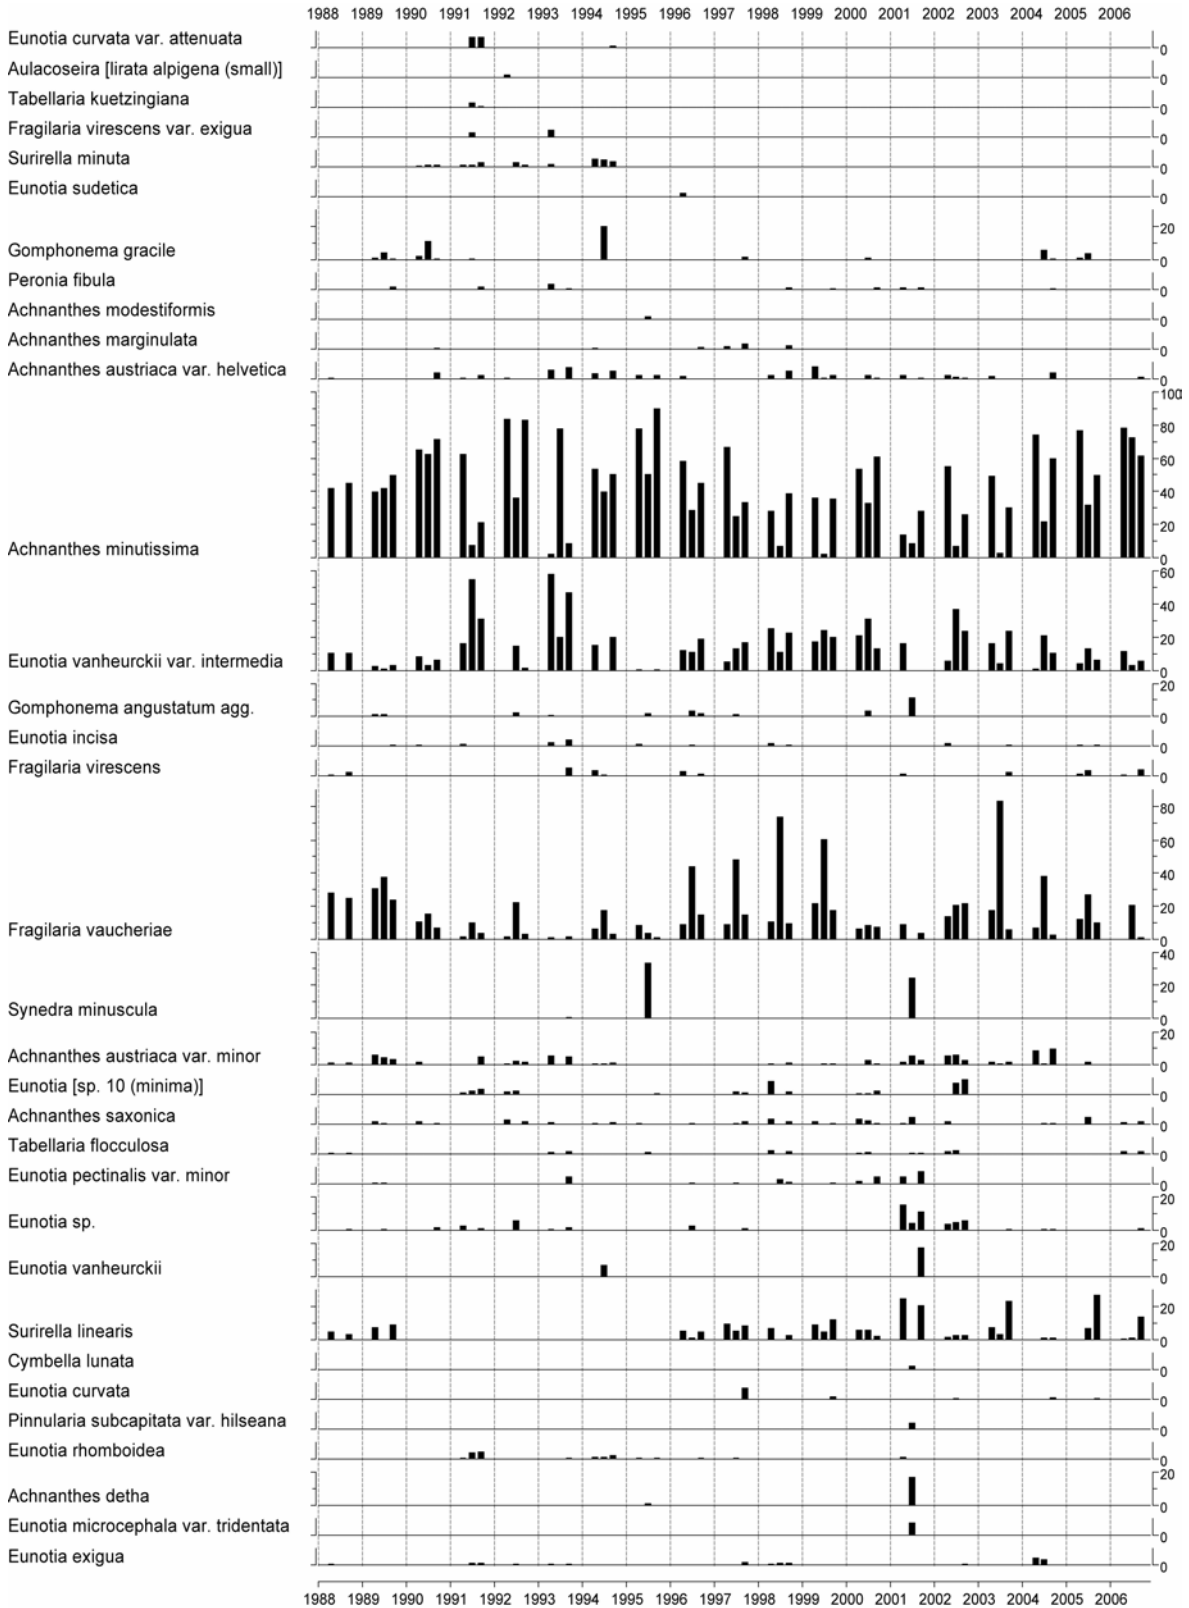 1988 1989 1990 1991 1992 1993 1994 1995 1996 1997 1998 1999 2000 2001 2002 2003 2004 2005 2006
Eunotia curvata var. attenuata 0
Aulacoseira [lirata alpigena (small)] 0
Tabellaria kuetzingiana 0
Fragilaria virescens var. exigua 0
Surirella minuta 0
Eunotia sudetica 0
20
Gomphonema gracile 0
Peronia fibula 0
Achnanthes modestiformis 0
Achnanthes marginulata 0
Achnanthes austriaca var. helvetica 0
100
80
60
40
20
Achnanthes minutissima 0
60
40
20
Eunotia vanheurckii var. intermedia 0
20
Gomphonema angustatum agg. 0
Eunotia incisa 0
Fragilaria virescens 0
80
60
40
20
Fragilaria vaucheriae 0
40
20
Synedra minuscula 0
20
Achnanthes austriaca var. minor 0
Eunotia [sp. 10 (minima)] 0
Achnanthes saxonica 0
Tabellaria flocculosa 0
Eunotia pectinalis var. minor 0
20
Eunotia sp. 0
20
Eunotia vanheurckii 0
20
Surirella linearis 0
Cymbella lunata 0
Eunotia curvata 0
Pinnularia subcapitata var. hilseana 0
Eunotia rhomboidea 0
20
Achnanthes detha 0
Eunotia microcephala var. tridentata 0
Eunotia exigua 0
1988 1989 1990 1991 1992 1993 1994 1995 1996 1997 1998 1999 2000 2001 2002 2003 2004 2005 2006